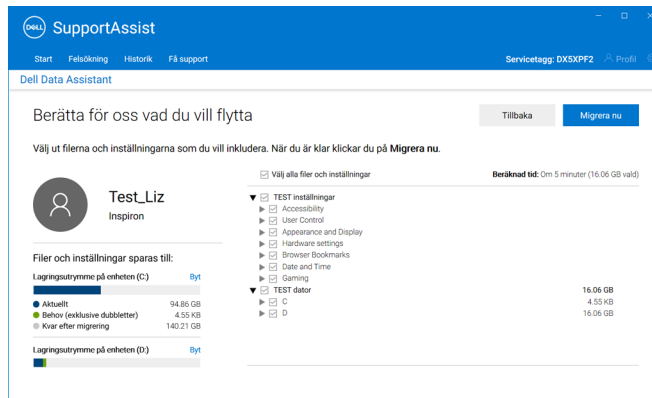 DELL SupportAssist
Start Felsökning Historik Få support Servicetagg: DX5XPF2 Profil
Dell Data Assistant
Berätta för oss vad du vill flytta
Tillbaka Migrera nu
Välj ut filerna och inställningarna som du vill inkludera. När du är klar klickar du på Migrera nu.
Välj alla filer och inställningar Beräknad tid: Om 5 minuter (16.06 GB vald)
Test_Liz
Inspiron
TEST inställningar
Accessibility
User Control
Appearance and Display
Hardware settings
Browser Bookmarks
Date and Time
Gaming
TEST dator 16.06 GB
C 4.55 KB
D 16.06 GB
Filer och inställningar sparas till:
Lagringsutrymme på enheten (C:) Byt
Aktuellt 94.86 GB
Behov (exklusive dubbletter) 4.55 KB
Kvar efter migrering 140.21 GB
Lagringsutrymme på enheten (D:) Byt